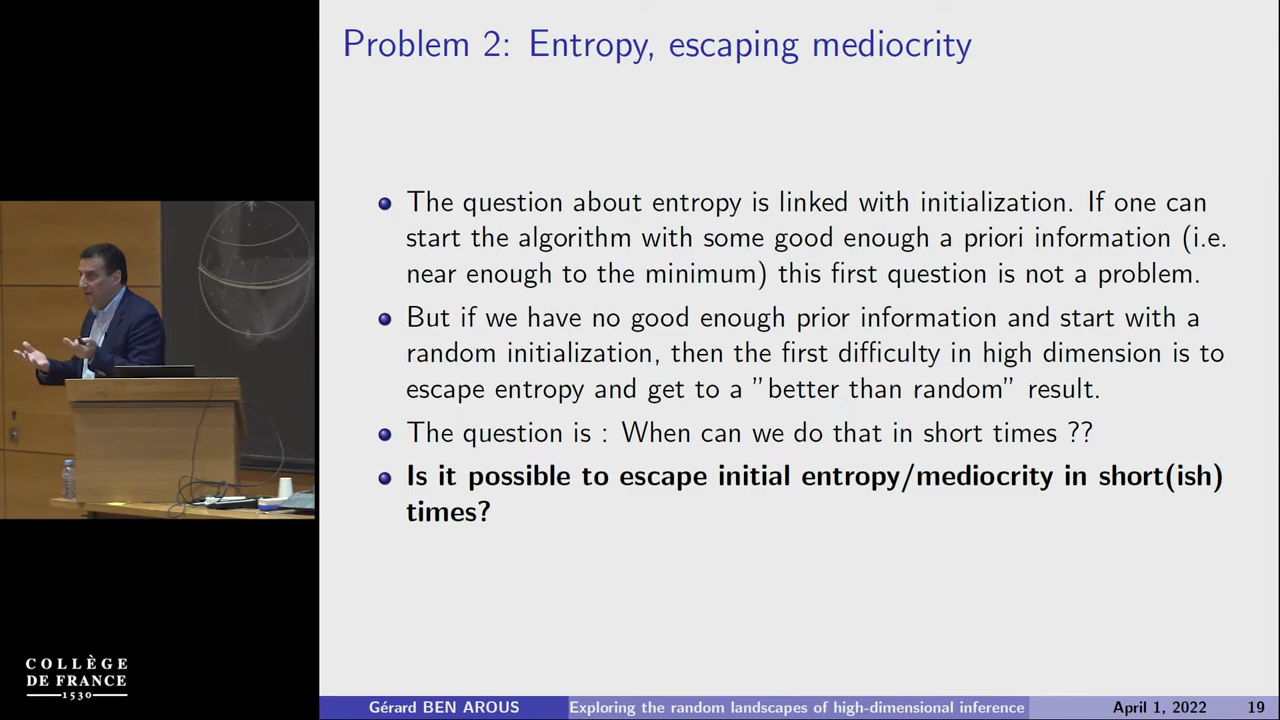 Problem 2: Entropy, escaping mediocrity
The question about entropy is linked with initialization. If one can
start the algorithm with some good enough a priori information (i.e.
near enough to the minimum) this first question is not a problem.
But if we have no good enough prior information and start with a
random initialization, then the first difficulty in high dimension is to
escape entropy and get to a ”better than random” result.
The question is : When can we do that in short times ??
Is it possible to escape initial entropy/mediocrity in short(ish)
times?
COLLÈGE
DE FRANCE
1530
Gérard BEN AROUS Exploring the random landscapes of high-dimensional inference April 1, 2022 19